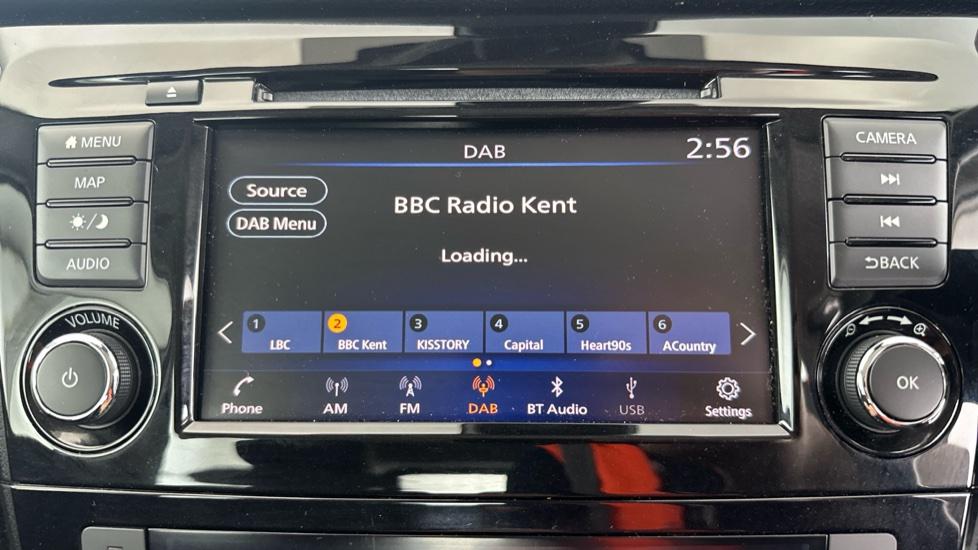 MENU
MAP
AUDIO
VOLUME
DAB 2:56
Source
DAB Menu
BBC Radio Kent
Loading...
1 LBC
2 BBC Kent
3 KISSTORY
4 Capital
5 Heart90s
6 ACountry
Phone AM FM DAB BT Audio USB Settings
CAMERA
BACK
OK